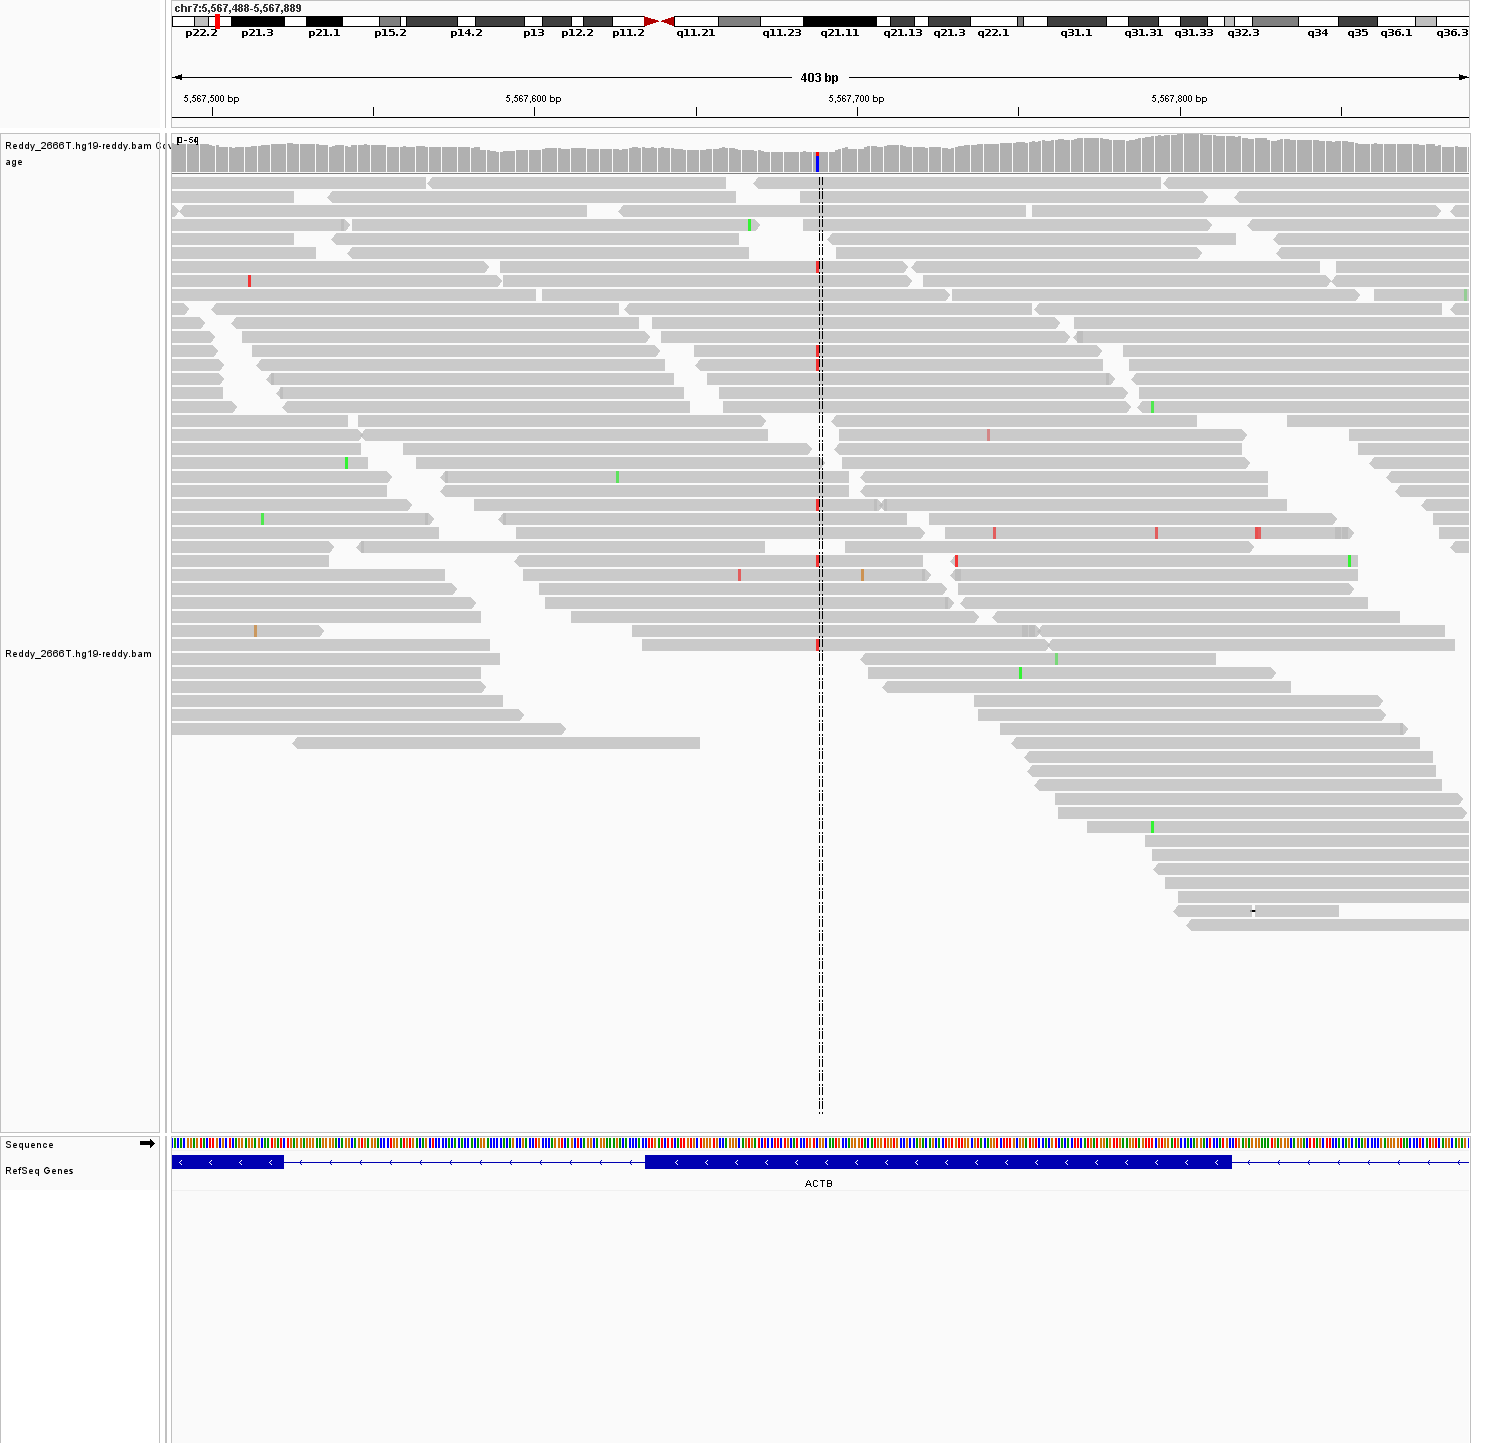 chr7:5,567,488-5,567,889
p22.2 p21.3 p21.1 p15.2 p14.2 p13 p12.2 p11.2 q11.21 q11.23 q21.11 q21.13 q21.3 q22.1 q31.1 q31.31 q31.33 q32.3 q34 q35 q36.1 q36.3
403 bp
5,567,500 bp 5,567,600 bp 5,567,700 bp 5,567,800 bp
Reddy_2666T.hg19-reddy.bam Cov
age
Reddy_2666T.hg19-reddy.bam
Sequence
RefSeq Genes
ACTB